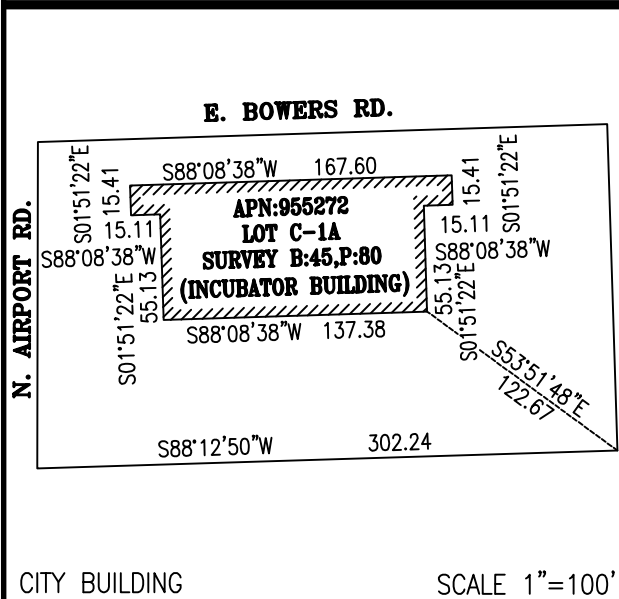 E. BOWERS RD.
N. AIRPORT RD.
S88°08'38"W 167.60
S01°51'22"E
15.41
15.41
S01°51'22"E
APN:955272
LOT C-1A
SURVEY B:45,P:80
(INCUBATOR BUILDING)
15.11
S88°08'38"W
15.11
S88°08'38"W
S01°51'22"E
55.13
55.13
S01°51'22"E
S88°08'38"W 137.38
S53°51'48"E
122.67
S88°12'50"W 302.24
CITY BUILDING
SCALE 1"=100'